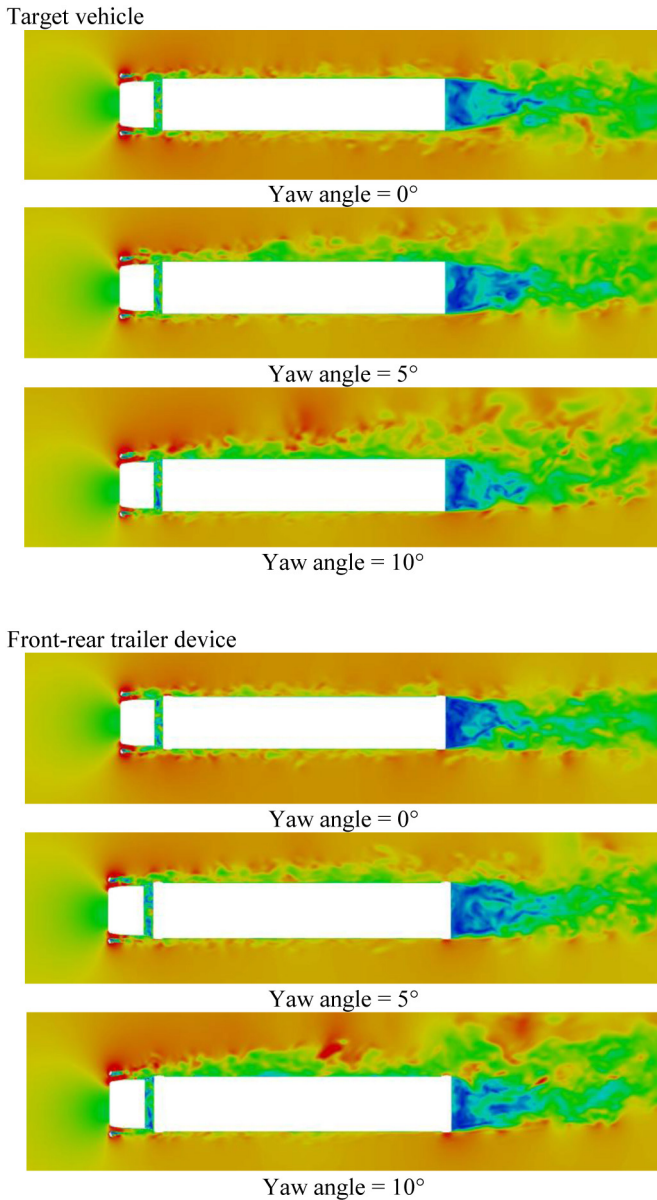 Target vehicle
Yaw angle = 0°
Yaw angle = 5°
Yaw angle = 10°
Front-rear trailer device
Yaw angle = 0°
Yaw angle = 5°
Yaw angle = 10°